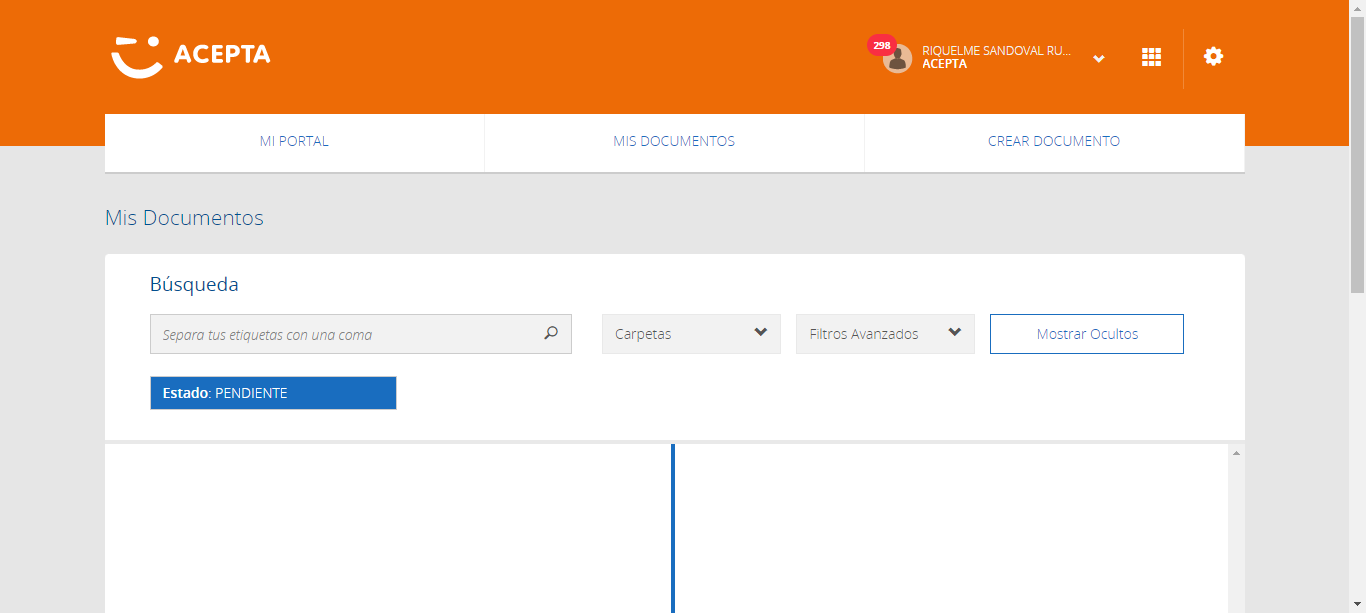 ACEPTA
298
RIQUELME SANDOVAL RU...
ACEPTA
MI PORTAL
MIS DOCUMENTOS
CREAR DOCUMENTO
Mis Documentos
Búsqueda
Separa tus etiquetas con una coma
Carpetas
Filtros Avanzados
Mostrar Ocultos
Estado: PENDIENTE